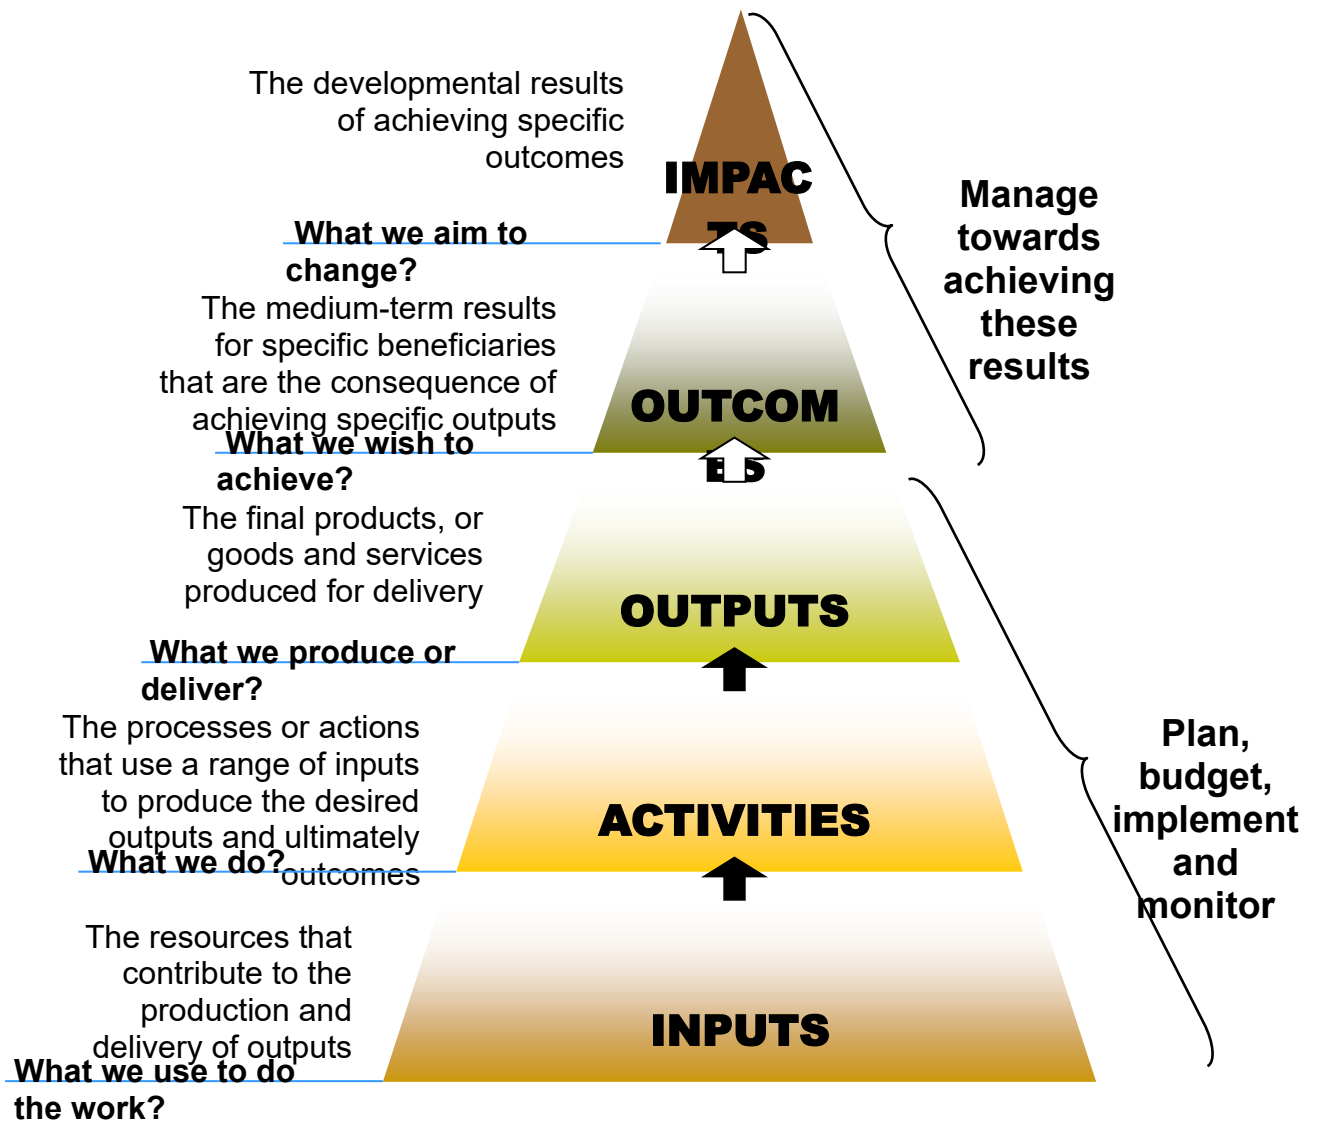 The developmental results
of achieving specific
outcomes
IMPAC
TS
What we aim to
change?
Manage
towards
achieving
these
results
The medium-term results
for specific beneficiaries
that are the consequence of
achieving specific outputs
OUTCOM
ES
What we wish to
achieve?
The final products, or
goods and services
produced for delivery
OUTPUTS
What we produce or
deliver?
The processes or actions
that use a range of inputs
to produce the desired
outputs and ultimately
outcomes
ACTIVITIES
What we do?
Plan,
budget,
implement
and
monitor
The resources that
contribute to the
production and
delivery of outputs
INPUTS
What we use to do
the work?